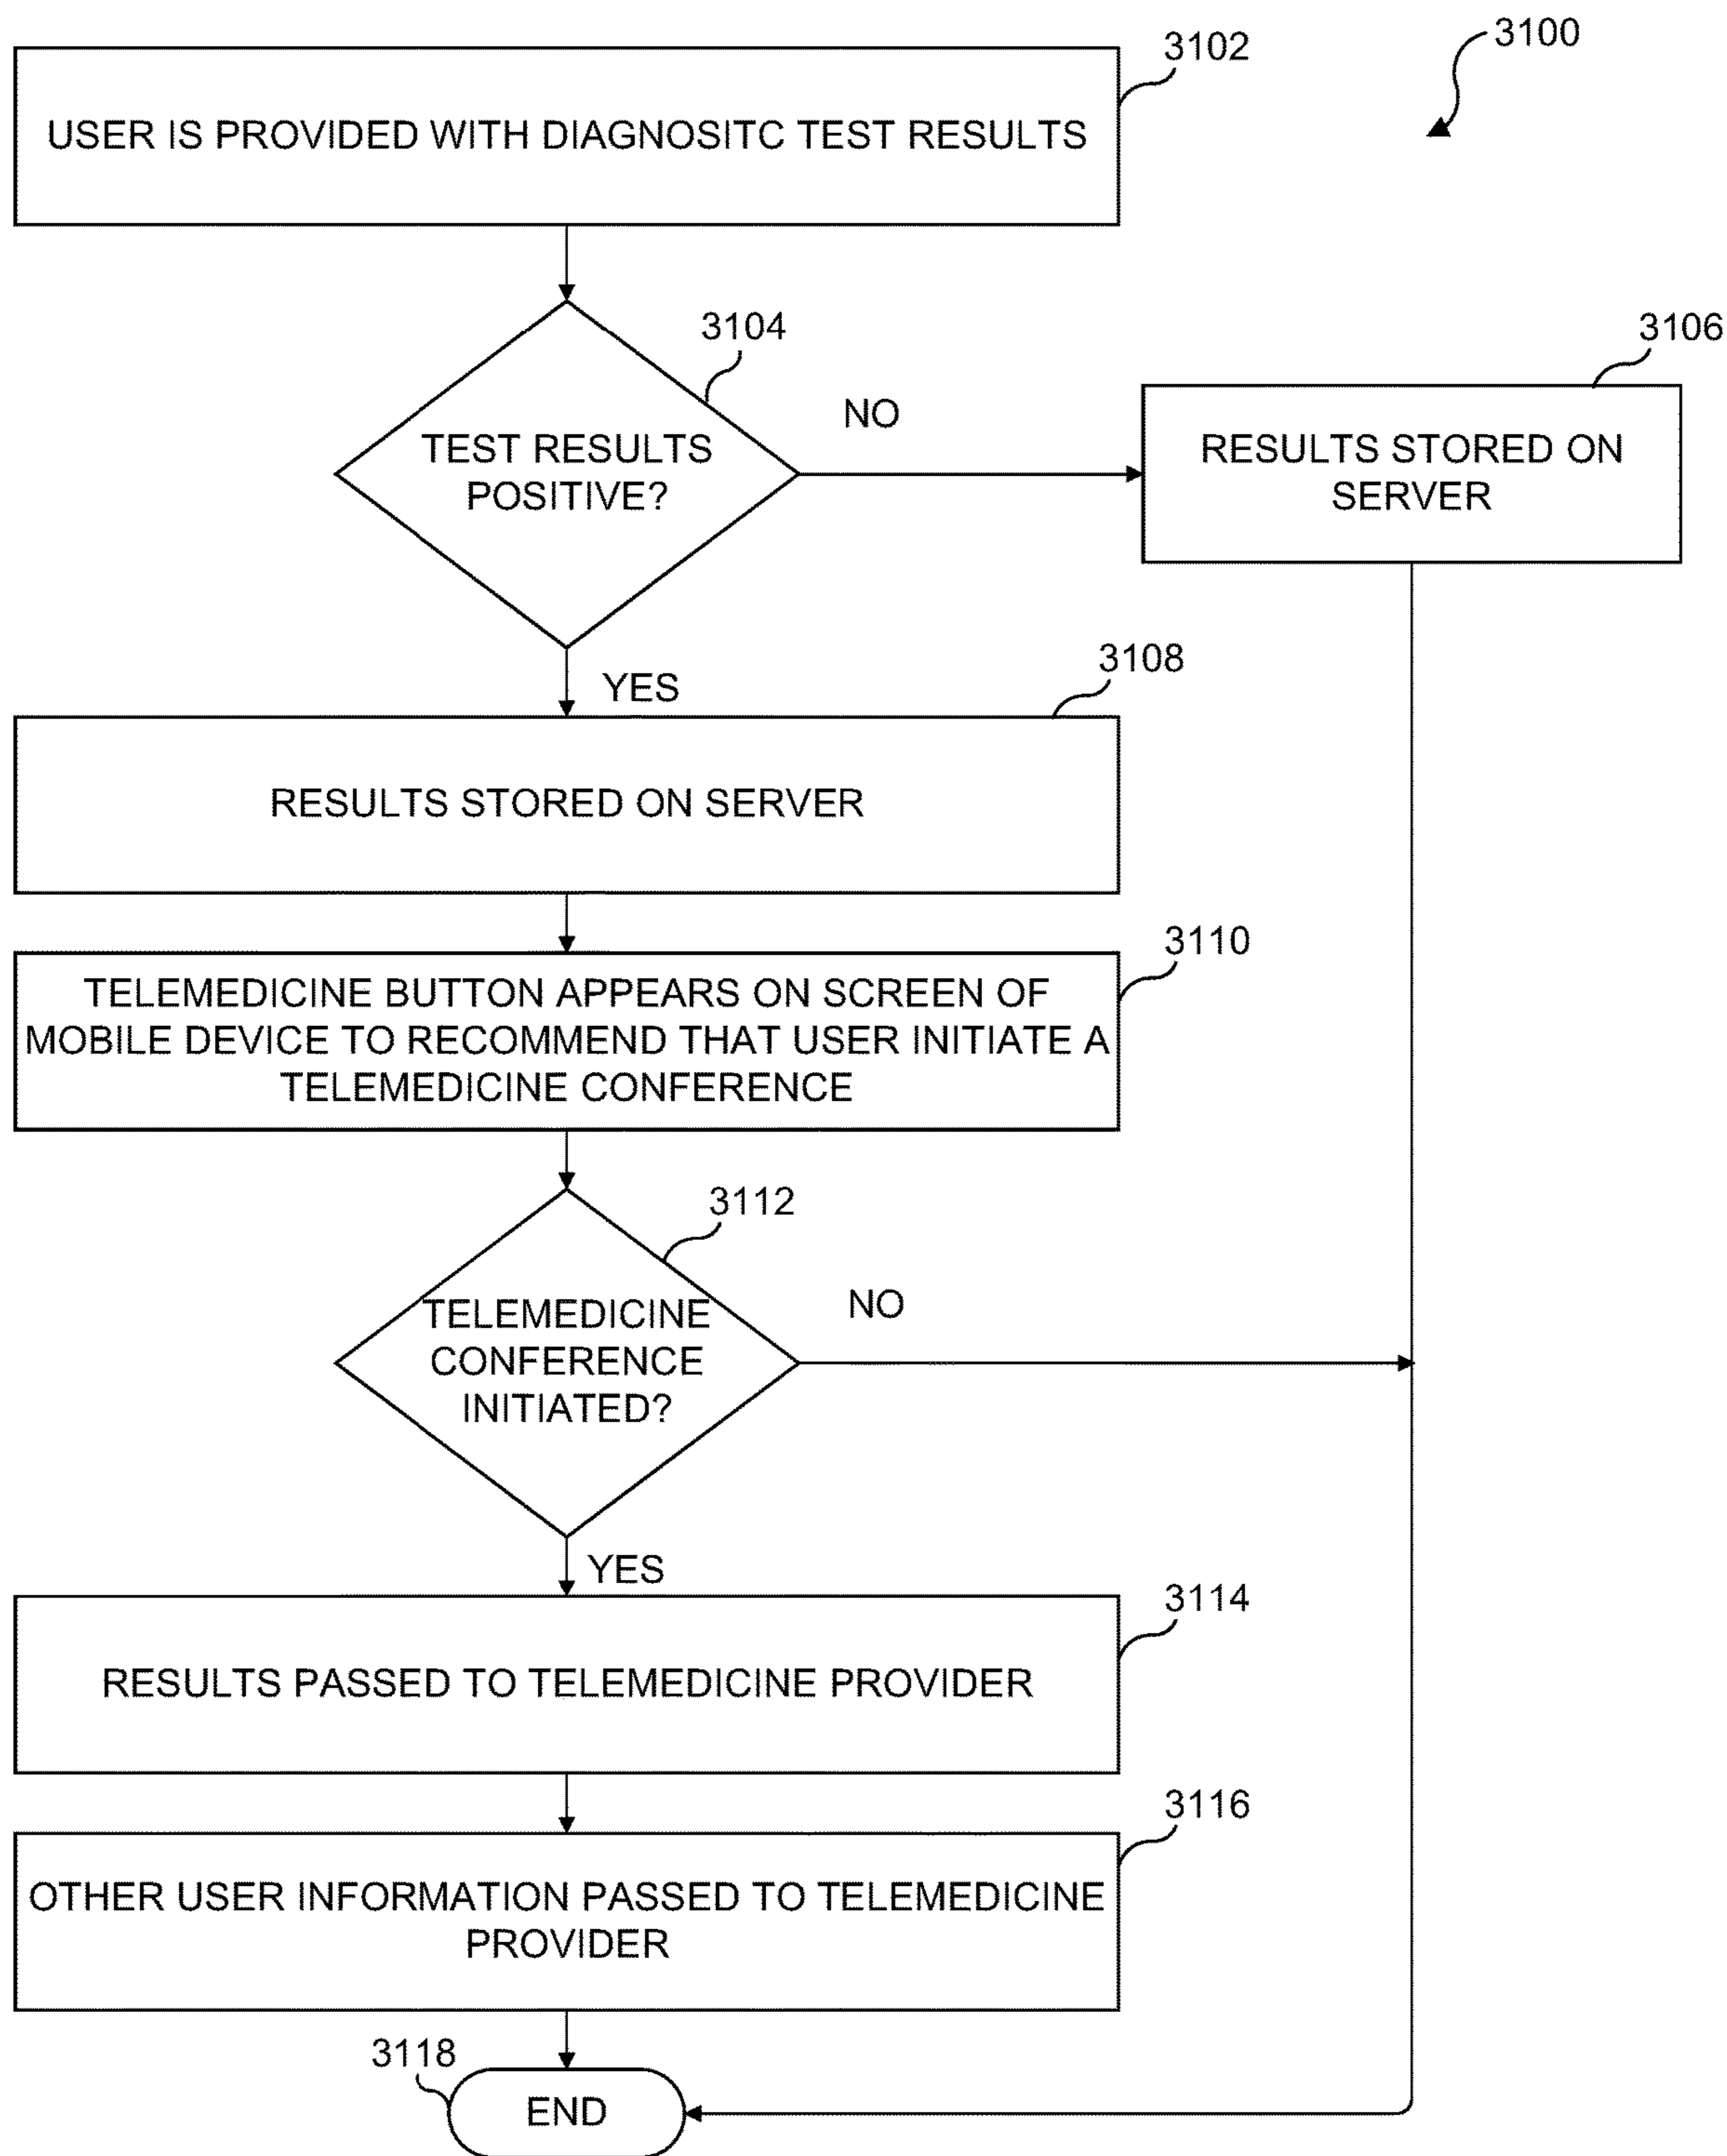 3100
3102
USER IS PROVIDED WITH DIAGNOSITC TEST RESULTS
3104
TEST RESULTS
POSITIVE?
NO
3106
RESULTS STORED ON
SERVER
YES
3108
RESULTS STORED ON SERVER
3110
TELEMEDICINE BUTTON APPEARS ON SCREEN OF
MOBILE DEVICE TO RECOMMEND THAT USER INITIATE A
TELEMEDICINE CONFERENCE
3112
TELEMEDICINE
CONFERENCE
INITIATED?
NO
YES
3114
RESULTS PASSED TO TELEMEDICINE PROVIDER
3116
OTHER USER INFORMATION PASSED TO TELEMEDICINE
PROVIDER
3118
END